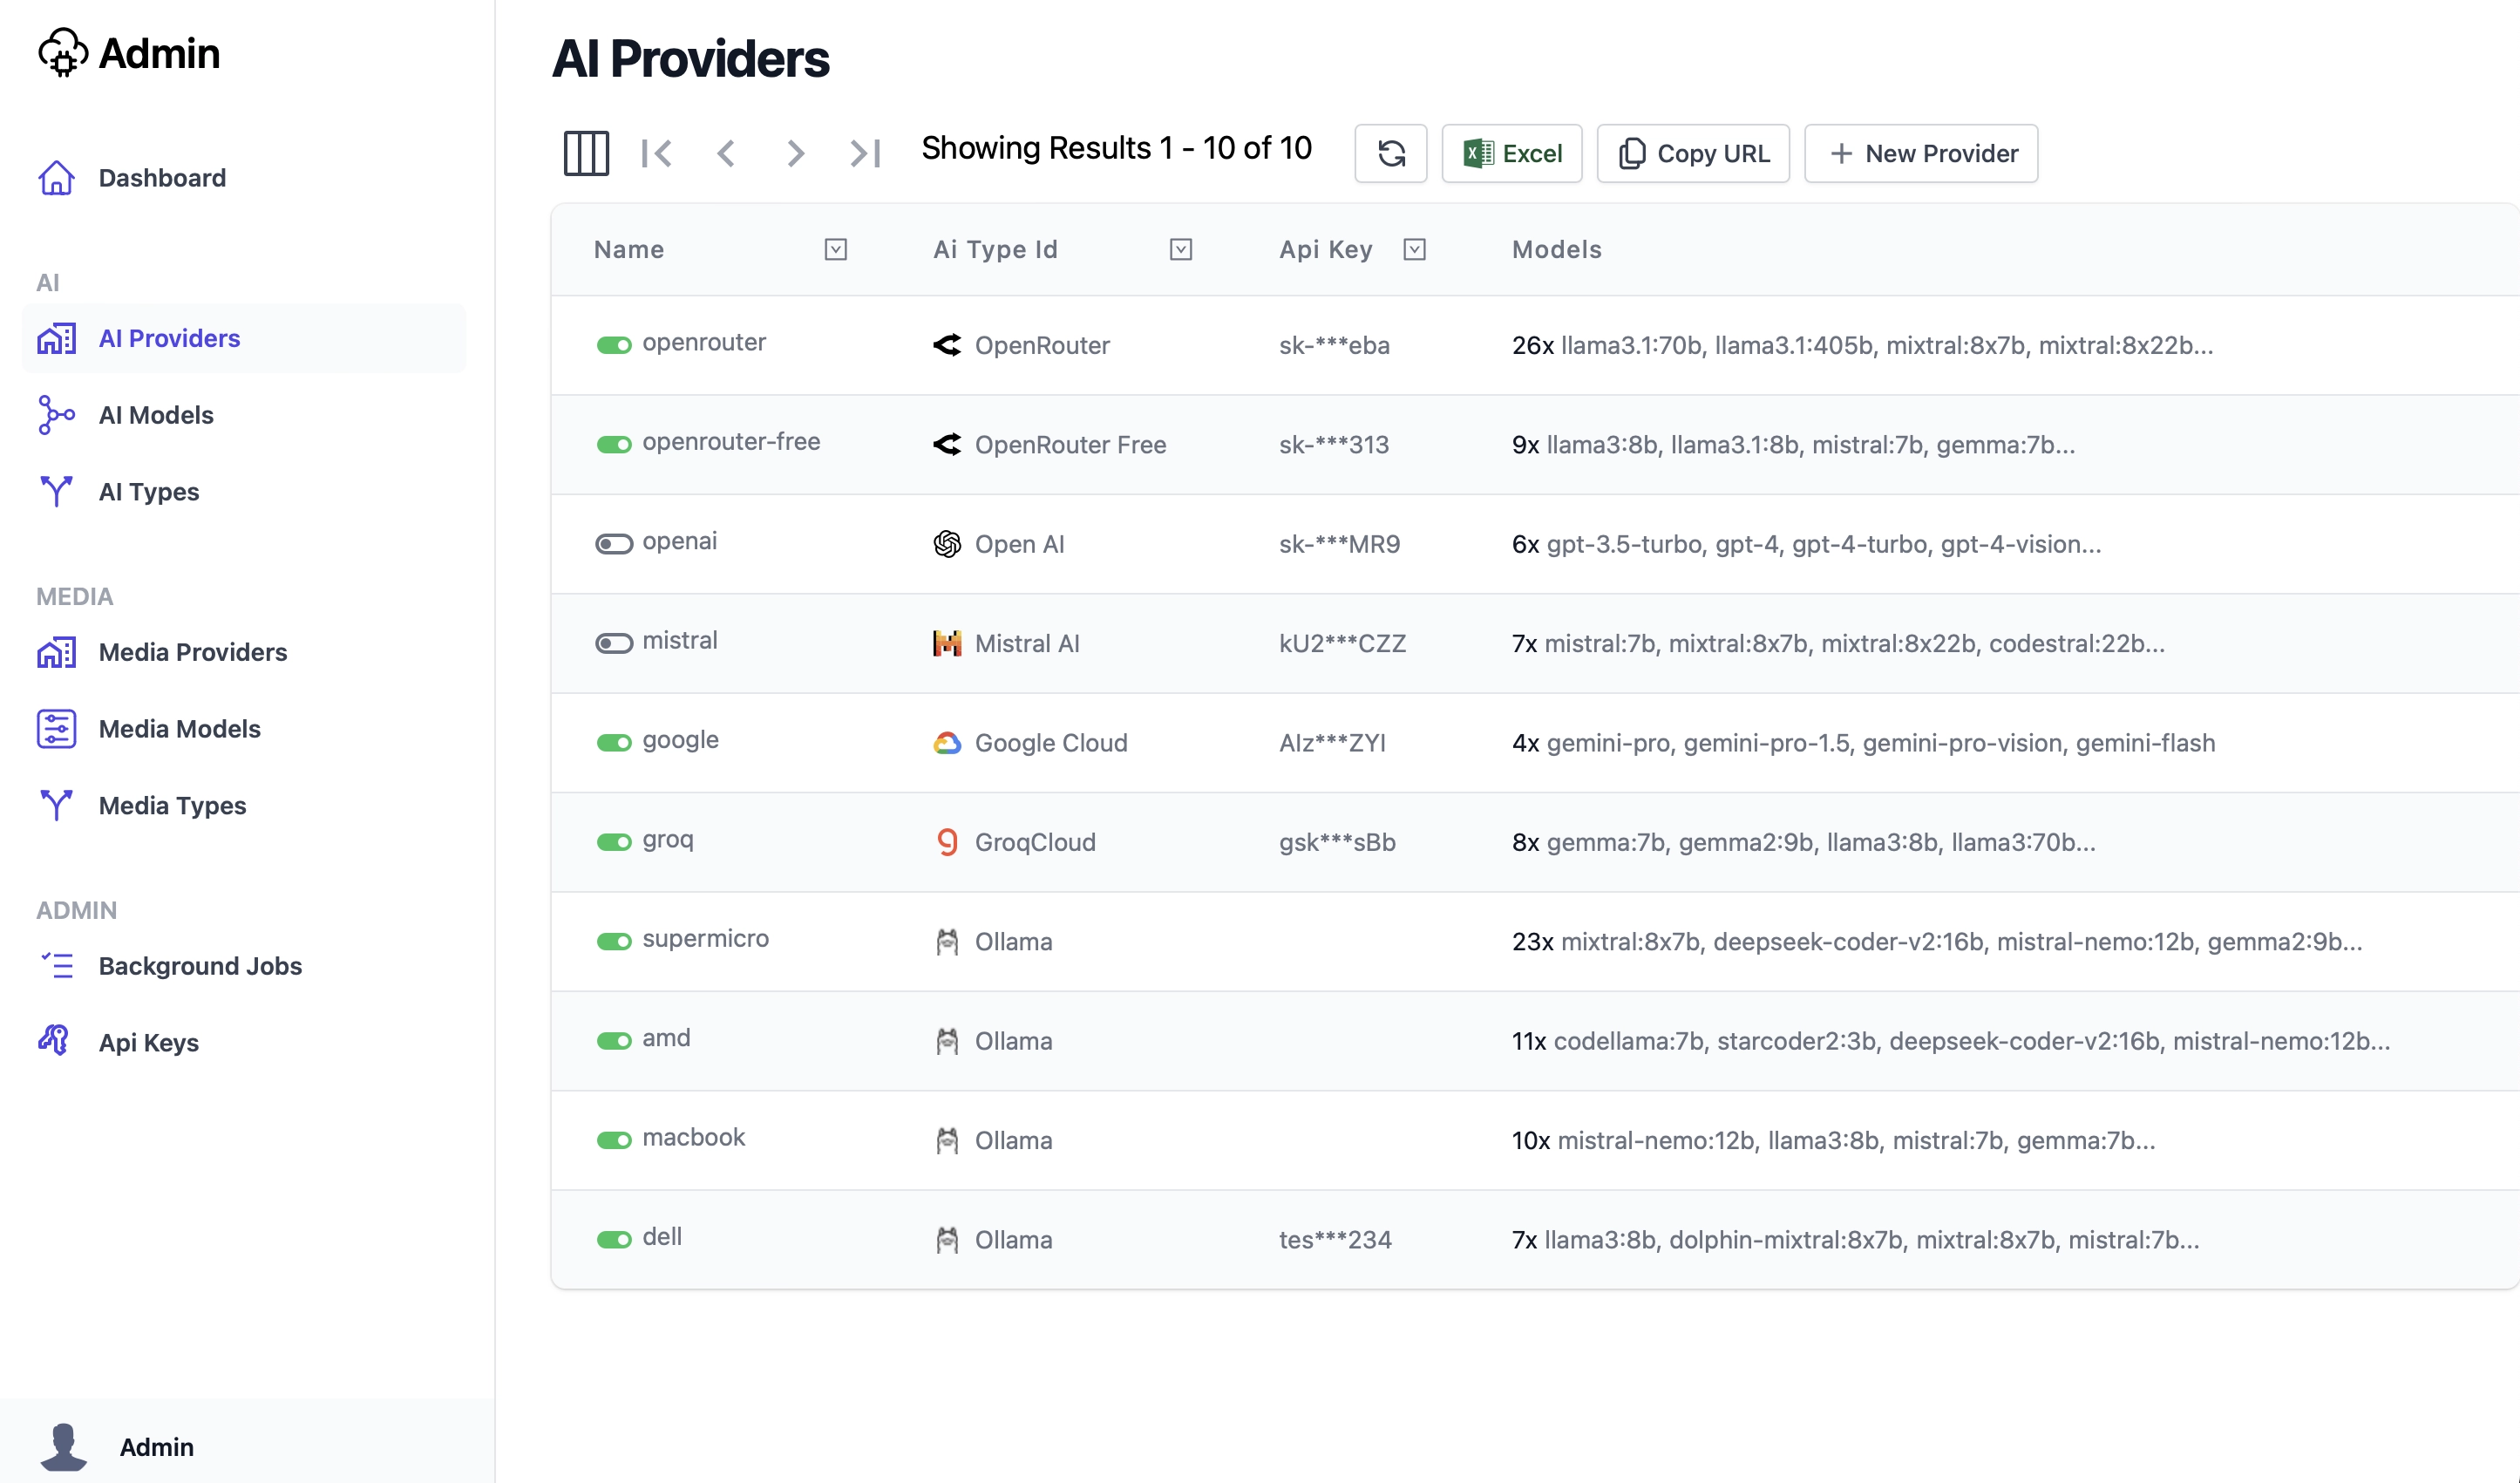 Admin
Dashboard
AI
AI Providers
AI Models
AI Types
MEDIA
Media Providers
Media Models
Media Types
ADMIN
Background Jobs
Api Keys
Admin
AI Providers
Showing Results 1 - 10 of 10
Excel
Copy URL
New Provider
Name Ai Type Id Api Key Models
openrouter OpenRouter sk-***eba 26x llama3.1:70b, llama3.1:405b, mixtral:8x7b, mixtral:8x22b...
openrouter-free OpenRouter Free sk-***313 9x llama3:8b, llama3.1:8b, mistral:7b, gemma:7b...
openai Open AI sk-***MR9 6x gpt-3.5-turbo, gpt-4, gpt-4-turbo, gpt-4-vision...
mistral Mistral AI kU2***CZZ 7x mistral:7b, mixtral:8x7b, mixtral:8x22b, codestral:22b...
google Google Cloud AIz***ZYI 4x gemini-pro, gemini-pro-1.5, gemini-pro-vision, gemini-flash
groq GroqCloud gsk***sBb 8x gemma:7b, gemma2:9b, llama3:8b, llama3:70b...
supermicro Ollama 23x mixtral:8x7b, deepseek-coder-v2:16b, mistral-nemo:12b, gemma2:9b...
amd Ollama 11x codellama:7b, starcoder2:3b, deepseek-coder-v2:16b, mistral-nemo:12b...
macbook Ollama 10x mistral-nemo:12b, llama3:8b, mistral:7b, gemma:7b...
dell Ollama tes***234 7x llama3:8b, dolphin-mixtral:8x7b, mixtral:8x7b, mistral:7b...